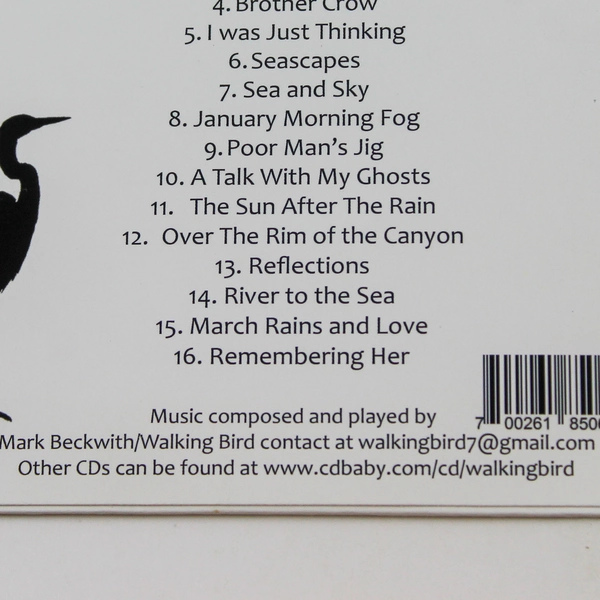 4. Brother Crow
5. I was Just Thinking
6. Seascapes
7. Sea and Sky
8. January Morning Fog
9. Poor Man's Jig
10. A Talk With My Ghosts
11. The Sun After The Rain
12. Over The Rim of the Canyon
13. Reflections
14. River to the Sea
15. March Rains and Love
16. Remembering Her
Music composed and played by
Mark Beckwith/Walking Bird contact at walkingbird7@gmail.com
Other CDs can be found at www.cdbaby.com/cd/walkingbird
7 00261 850